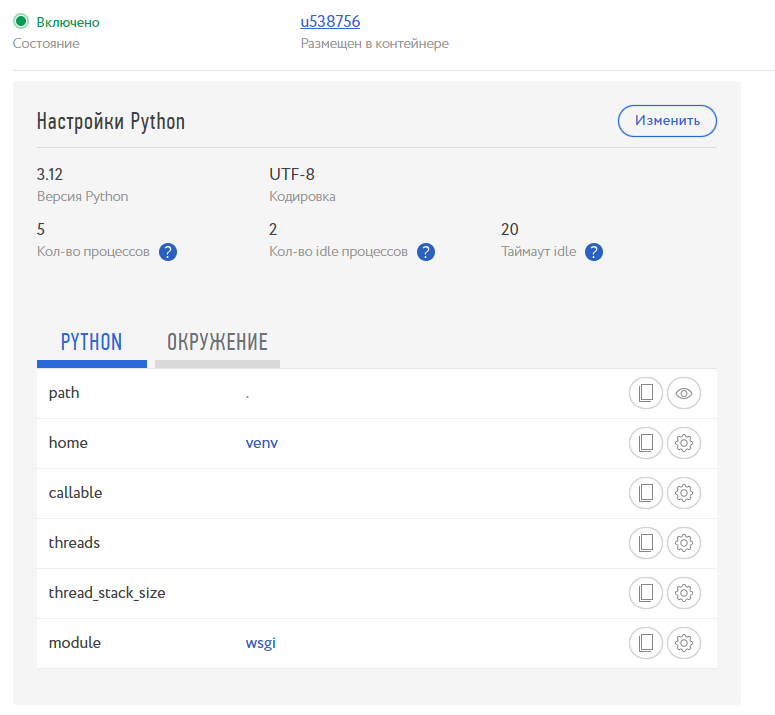 Включено
u538756
Состояние
Размещен в контейнере
Настройки Python
Изменить
3.12
UTF-8
Версия Python
Кодировка
5
2
20
Кол-во процессов ?
Кол-во idle процессов ?
Таймаут idle ?
PYTHON
ОКРУЖЕНИЕ
path .
home venv
callable
threads
thread_stack_size
module wsgi